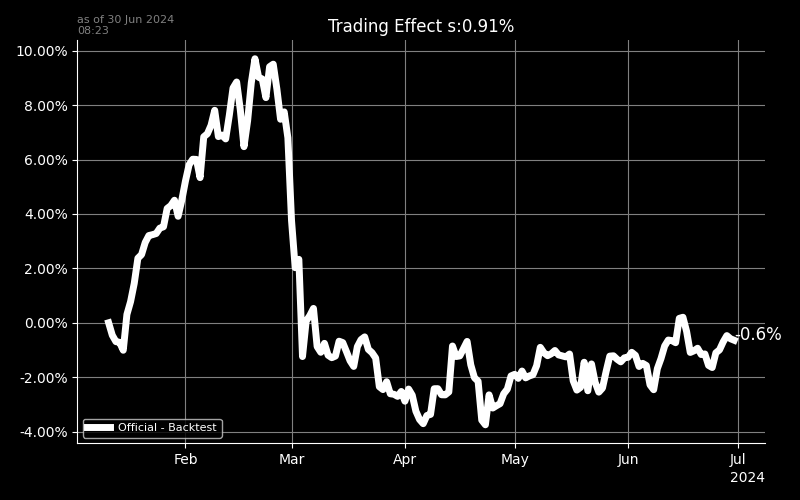 as of 30 Jun 2024
08:23
Trading Effect s:0.91%
10.00%
8.00%
6.00%
4.00%
2.00%
0.00%
-2.00%
-4.00%
-0.6%
Official - Backtest
Feb
Mar
Apr
May
Jun
Jul
2024